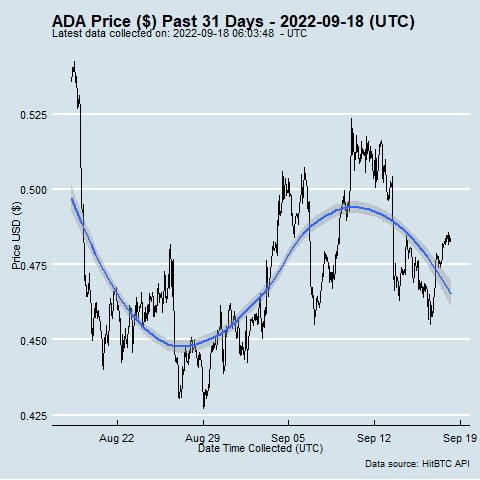 ADA Price ($) Past 31 Days - 2022-09-18 (UTC)
Latest data collected on: 2022-09-18 06:03:48 - UTC
Price USD ($)
0.525
0.500
0.475
0.450
0.425
Aug 22 Aug 29 Sep 05 Sep 12 Sep 19
Date Time Collected (UTC)
Data source: HitBTC API